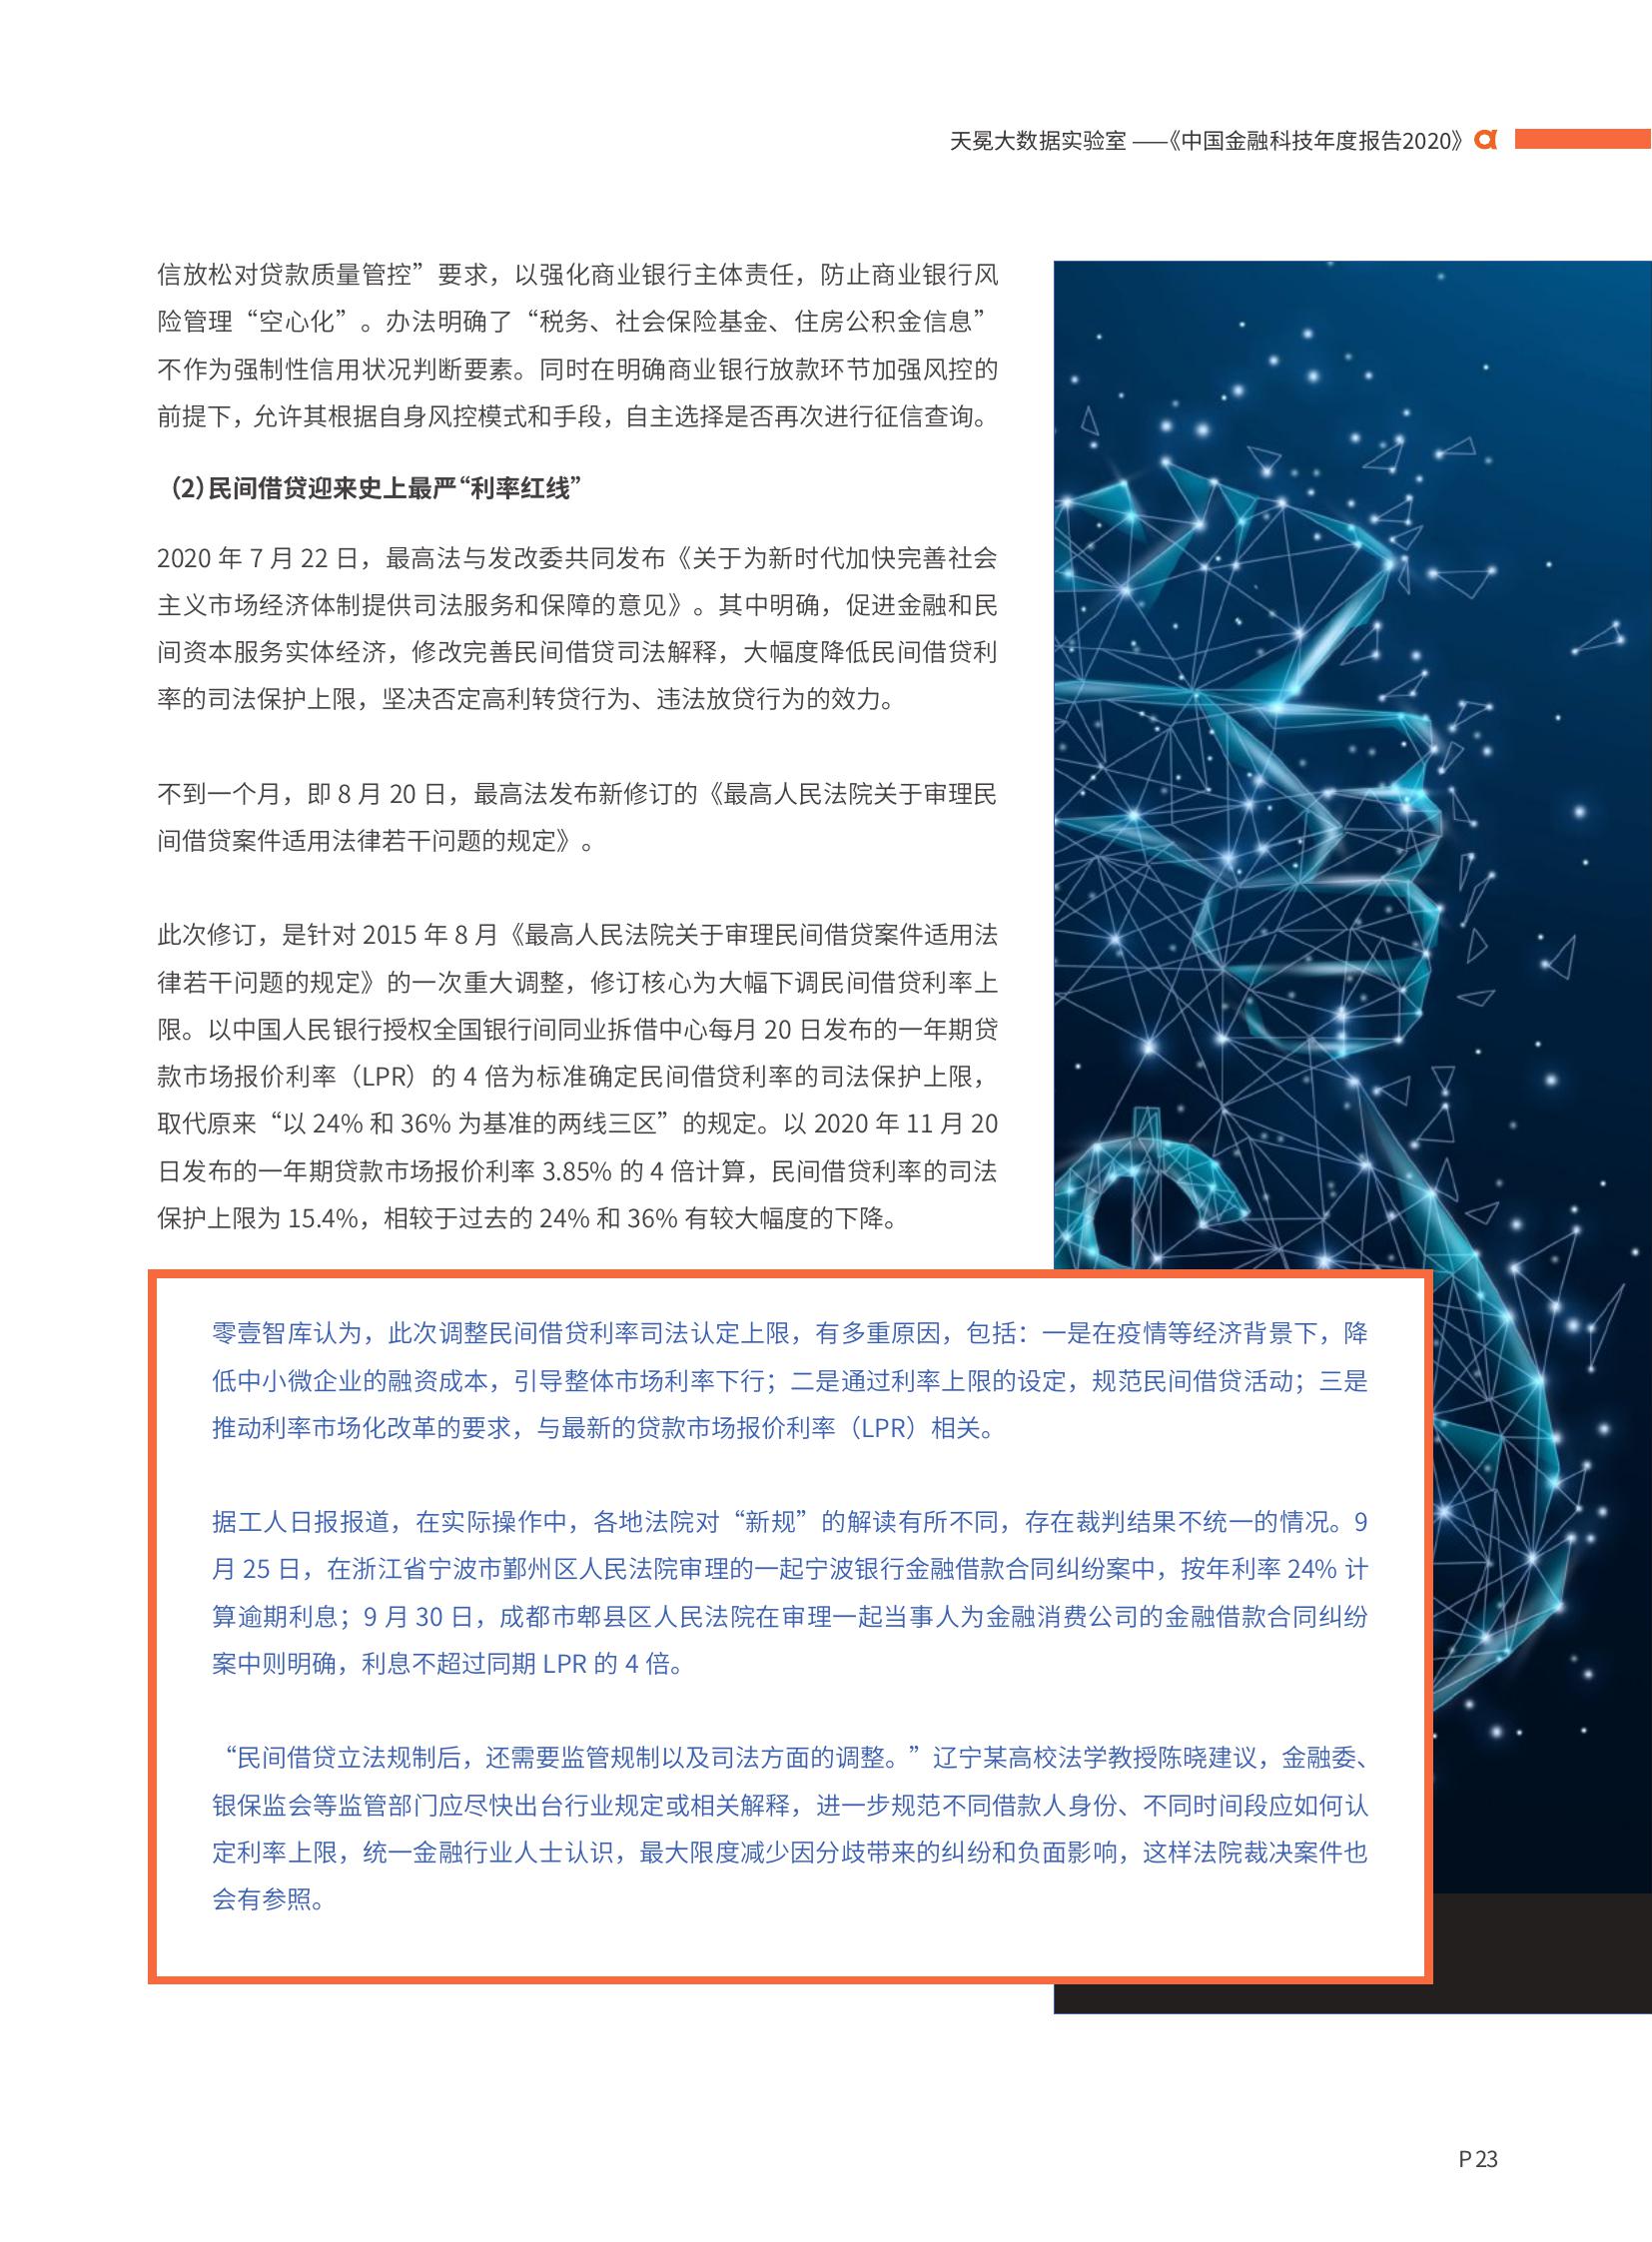 天冕大数据实验室 ——《中国金融科技年度报告2020》
信放松对贷款质量管控”要求，以强化商业银行主体责任，防止商业银行风
险管理“空心化”。办法明确了“税务、社会保险基金、住房公积金信息”
不作为强制性信用状况判断要素。同时在明确商业银行放款环节加强风控的
前提下，允许其根据自身风控模式和手段，自主选择是否再次进行征信查询。
（2）民间借贷迎来史上最严“利率红线”
2020 年 7 月 22 日，最高法与发改委共同发布《关于为新时代加快完善社会
主义市场经济体制提供司法服务和保障的意见》。其中明确，促进金融和民
间资本服务实体经济，修改完善民间借贷司法解释，大幅度降低民间借贷利
率的司法保护上限，坚决否定高利转贷行为、违法放贷行为的效力。
不到一个月，即 8 月 20 日，最高法发布新修订的《最高人民法院关于审理民
间借贷案件适用法律若干问题的规定》。
此次修订，是针对 2015 年 8 月《最高人民法院关于审理民间借贷案件适用法
律若干问题的规定》的一次重大调整，修订核心为大幅下调民间借贷利率上
限。以中国人民银行授权全国银行间同业拆借中心每月 20 日发布的一年期贷
款市场报价利率（LPR）的 4 倍为标准确定民间借贷利率的司法保护上限，
取代原来“以 24% 和 36% 为基准的两线三区”的规定。以 2020 年 11 月 20
日发布的一年期贷款市场报价利率 3.85% 的 4 倍计算，民间借贷利率的司法
保护上限为 15.4%，相较于过去的 24% 和 36% 有较大幅度的下降。
零壹智库认为，此次调整民间借贷利率司法认定上限，有多重原因，包括：一是在疫情等经济背景下，降
低中小微企业的融资成本，引导整体市场利率下行；二是通过利率上限的设定，规范民间借贷活动；三是
推动利率市场化改革的要求，与最新的贷款市场报价利率（LPR）相关。
据工人日报报道，在实际操作中，各地法院对“新规”的解读有所不同，存在裁判结果不统一的情况。9
月 25 日，在浙江省宁波市鄞州区人民法院审理的一起宁波银行金融借款合同纠纷案中，按年利率 24% 计
算逾期利息；9 月 30 日，成都市郫县区人民法院在审理一起当事人为金融消费公司的金融借款合同纠纷
案中则明确，利息不超过同期 LPR 的 4 倍。
“民间借贷立法规制后，还需要监管规制以及司法方面的调整。”辽宁某高校法学教授陈晓建议，金融委、
银保监会等监管部门应尽快出台行业规定或相关解释，进一步规范不同借款人身份、不同时间段应如何认
定利率上限，统一金融行业人士认识，最大限度减少因分歧带来的纠纷和负面影响，这样法院裁决案件也
会有参照。
P 23